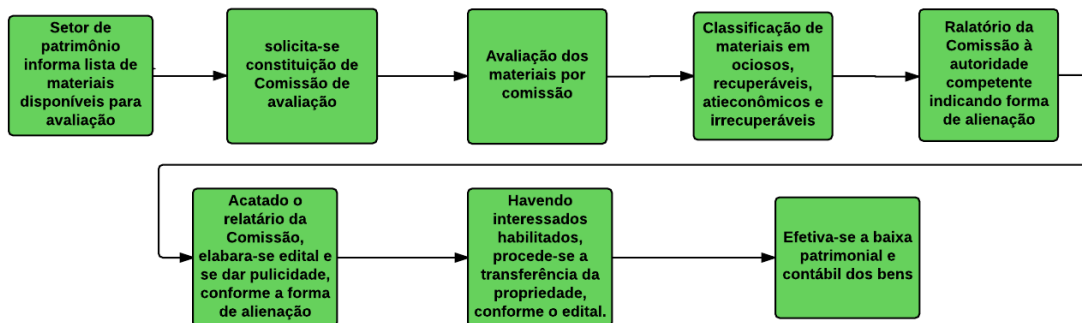 Setor de
patrimônio
informa lista de
materiais
disponíveis para
avaliação
solicita-se
constituição de
Comissão de
avaliação
Avaliação dos
materiais por
comissão
Classificação de
materiais em
ociosos,
recuperáveis,
atieconômicos e
irrecuperáveis
Ralatório da
Comissão à
autoridade
competente
indicando forma
de alienação
Acatado o
relatário da
Comissão,
elabara-se edital e
se dar pulicidade,
conforme a forma
de alienação
Havendo
interessados
habilitados,
procede-se a
transferência da
propriedade,
conforme o edital.
Efetiva-se a baixa
patrimonial e
contábil dos bens